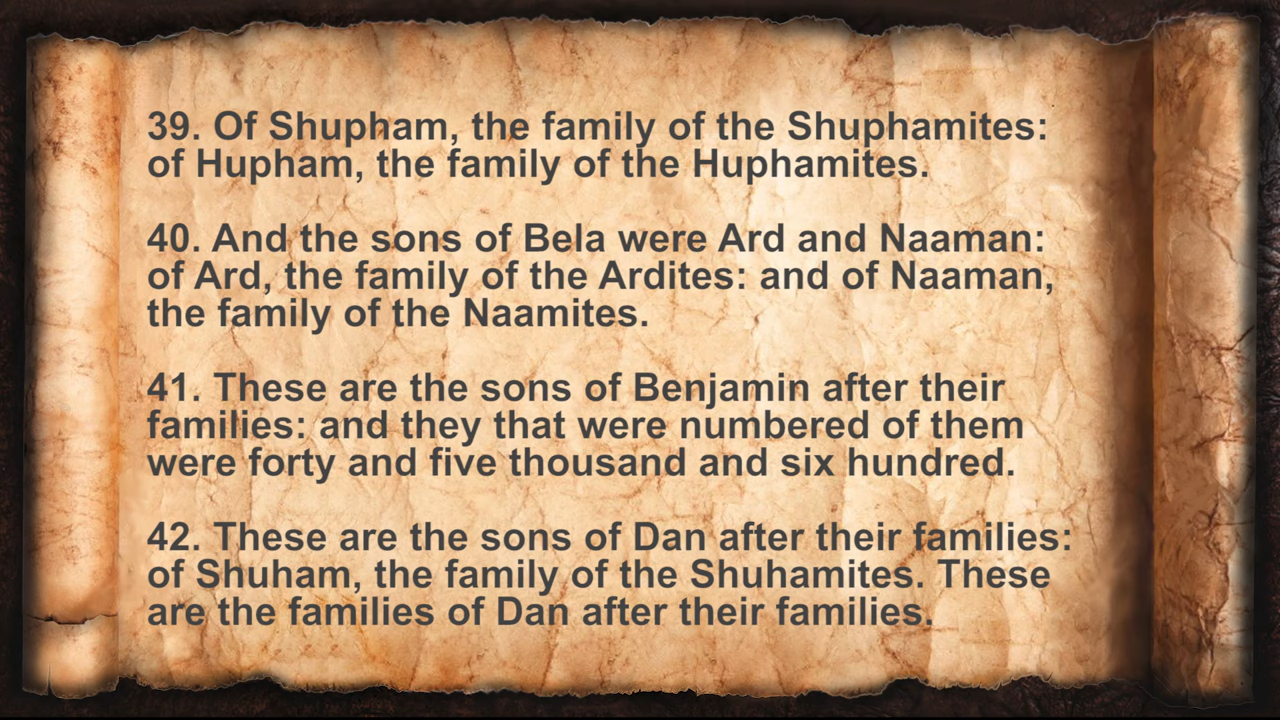 39. Of Shupham, the family of the Shuphamites:
of Hupham, the family of the Huphamites.
40. And the sons of Bela were Ard and Naaman:
of Ard, the family of the Ardites: and of Naaman,
the family of the Naamites.
41. These are the sons of Benjamin after their
families: and they that were numbered of them
were forty and five thousand and six hundred.
42. These are the sons of Dan after their families:
of Shuham, the family of the Shuhamites. These
are the families of Dan after their families.